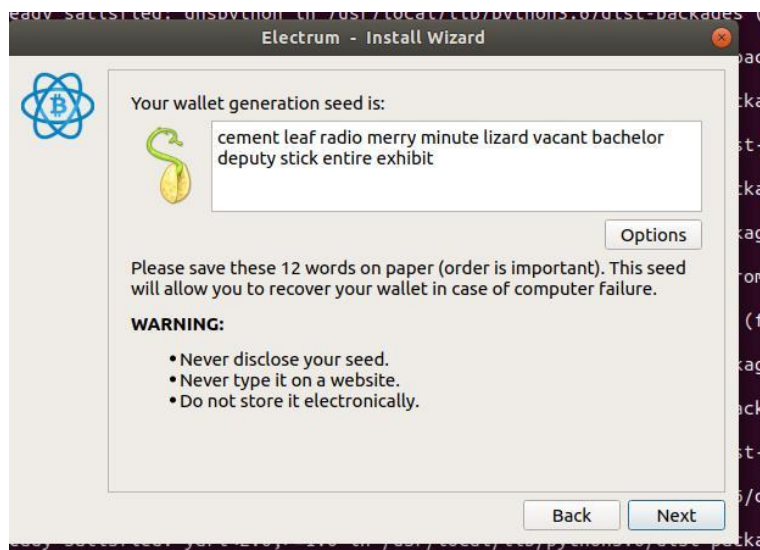 Electrum - Install Wizard
Your wallet generation seed is:
cement leaf radio merry minute lizard vacant bachelor
deputy stick entire exhibit
Options
Please save these 12 words on paper (order is important). This seed
will allow you to recover your wallet in case of computer failure.
WARNING:
• Never disclose your seed.
• Never type it on a website.
• Do not store it electronically.
Back Next